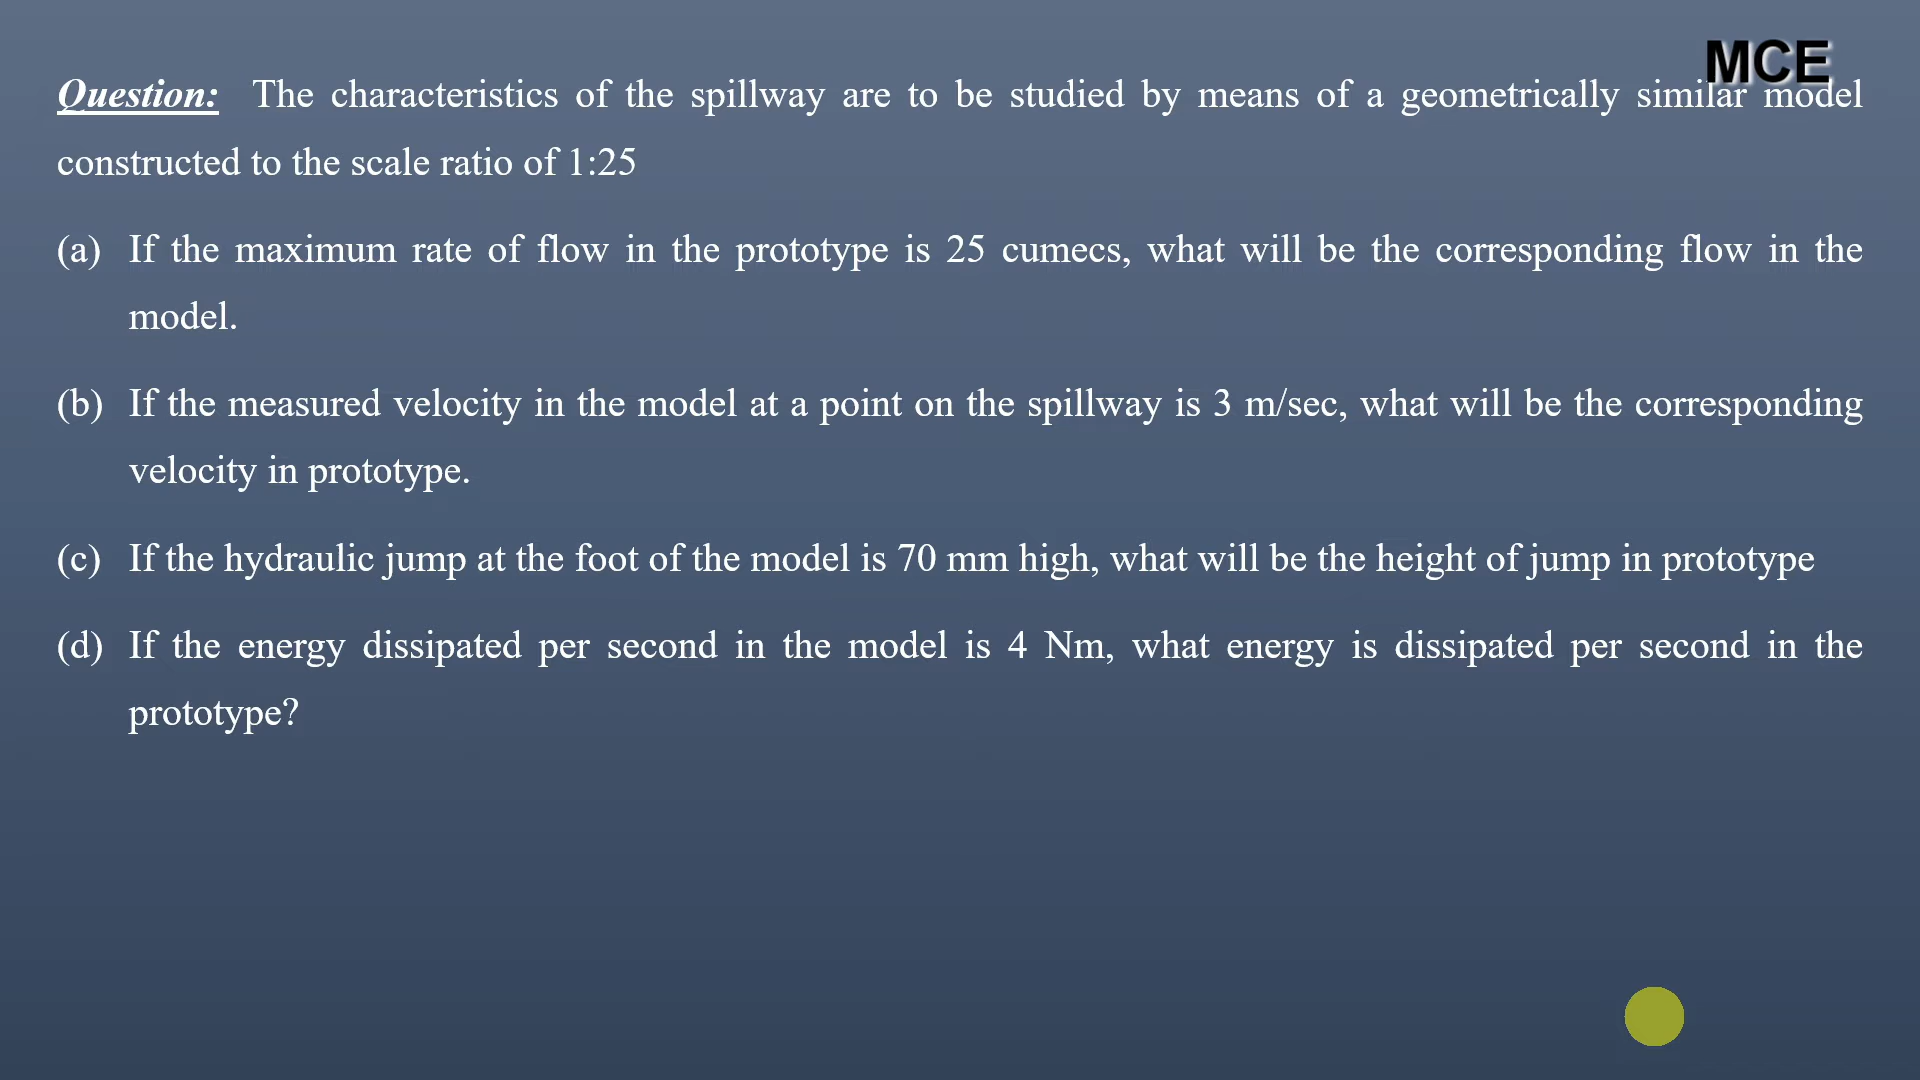 MCE
Question: The characteristics of the spillway are to be studied by means of a geometrically similar model
constructed to the scale ratio of 1:25
(a) If the maximum rate of flow in the prototype is 25 cumecs, what will be the corresponding flow in the
model.
(b) If the measured velocity in the model at a point on the spillway is 3 m/sec, what will be the corresponding
velocity in prototype.
(c) If the hydraulic jump at the foot of the model is 70 mm high, what will be the height of jump in prototype
(d) If the energy dissipated per second in the model is 4 Nm, what energy is dissipated per second in the
prototype?